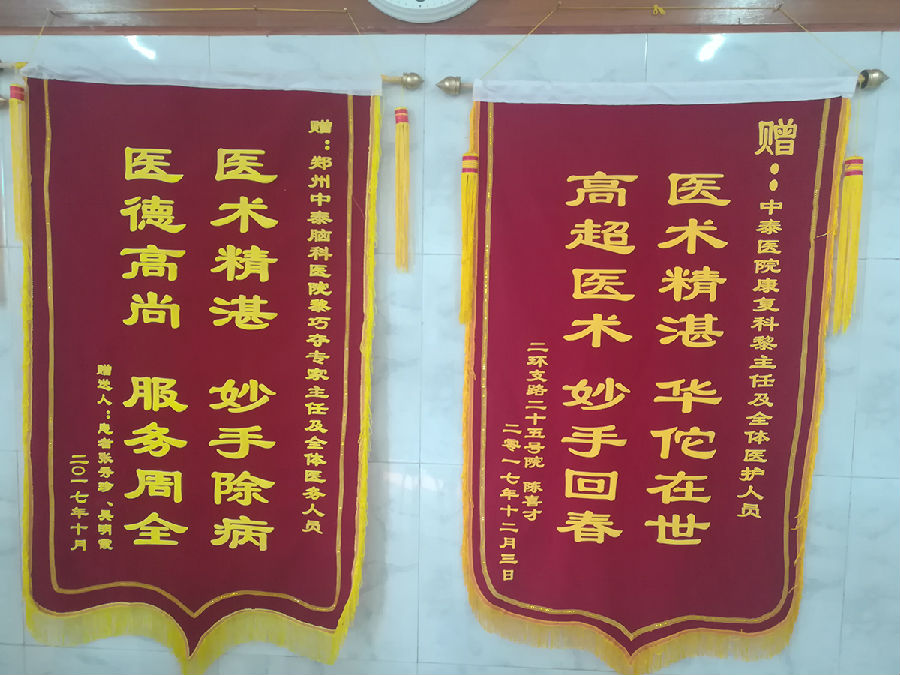 赠：郑州中泰脑科医院黎巧夺专家主任及全体医务人员
医术精湛 妙手除病
医德高尚 服务周全
赠送人：患者张秀珍、吴明霞
二〇一七年十月
赠：中泰医院康复科黎主任及全体医护人员
医术精湛 华佗在世
高超医术 妙手回春
二环支路二十五号院 陈喜才
二零一七年十二月三日